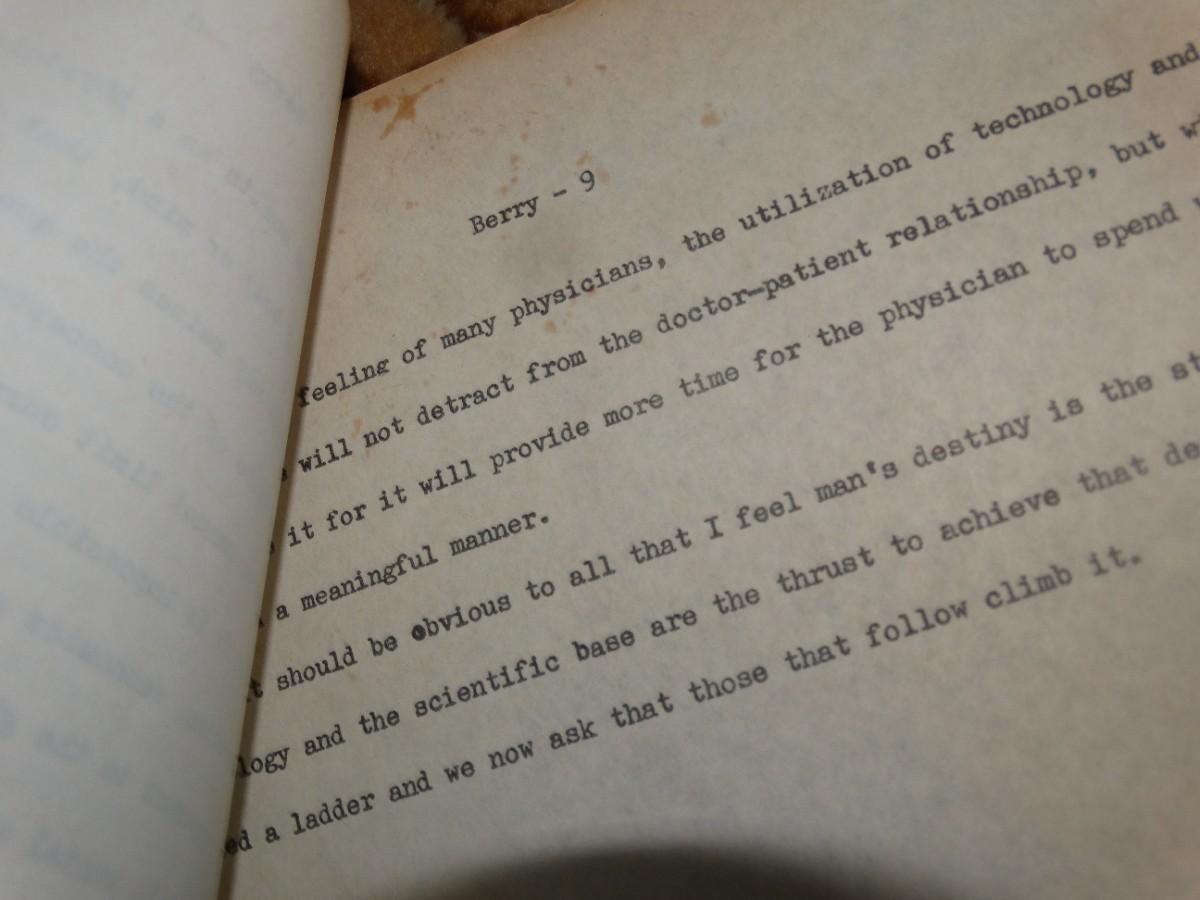 Berry - 9
feeling of many physicians, the utilization of technology and
will not detract from the doctor-patient relationship, but
it for it will provide more time for the physician to spend
a meaningful manner.
should be obvious to all that I feel man's destiny is the
and the scientific base are the thrust to achieve that
a ladder and we now ask that those that follow climb it.